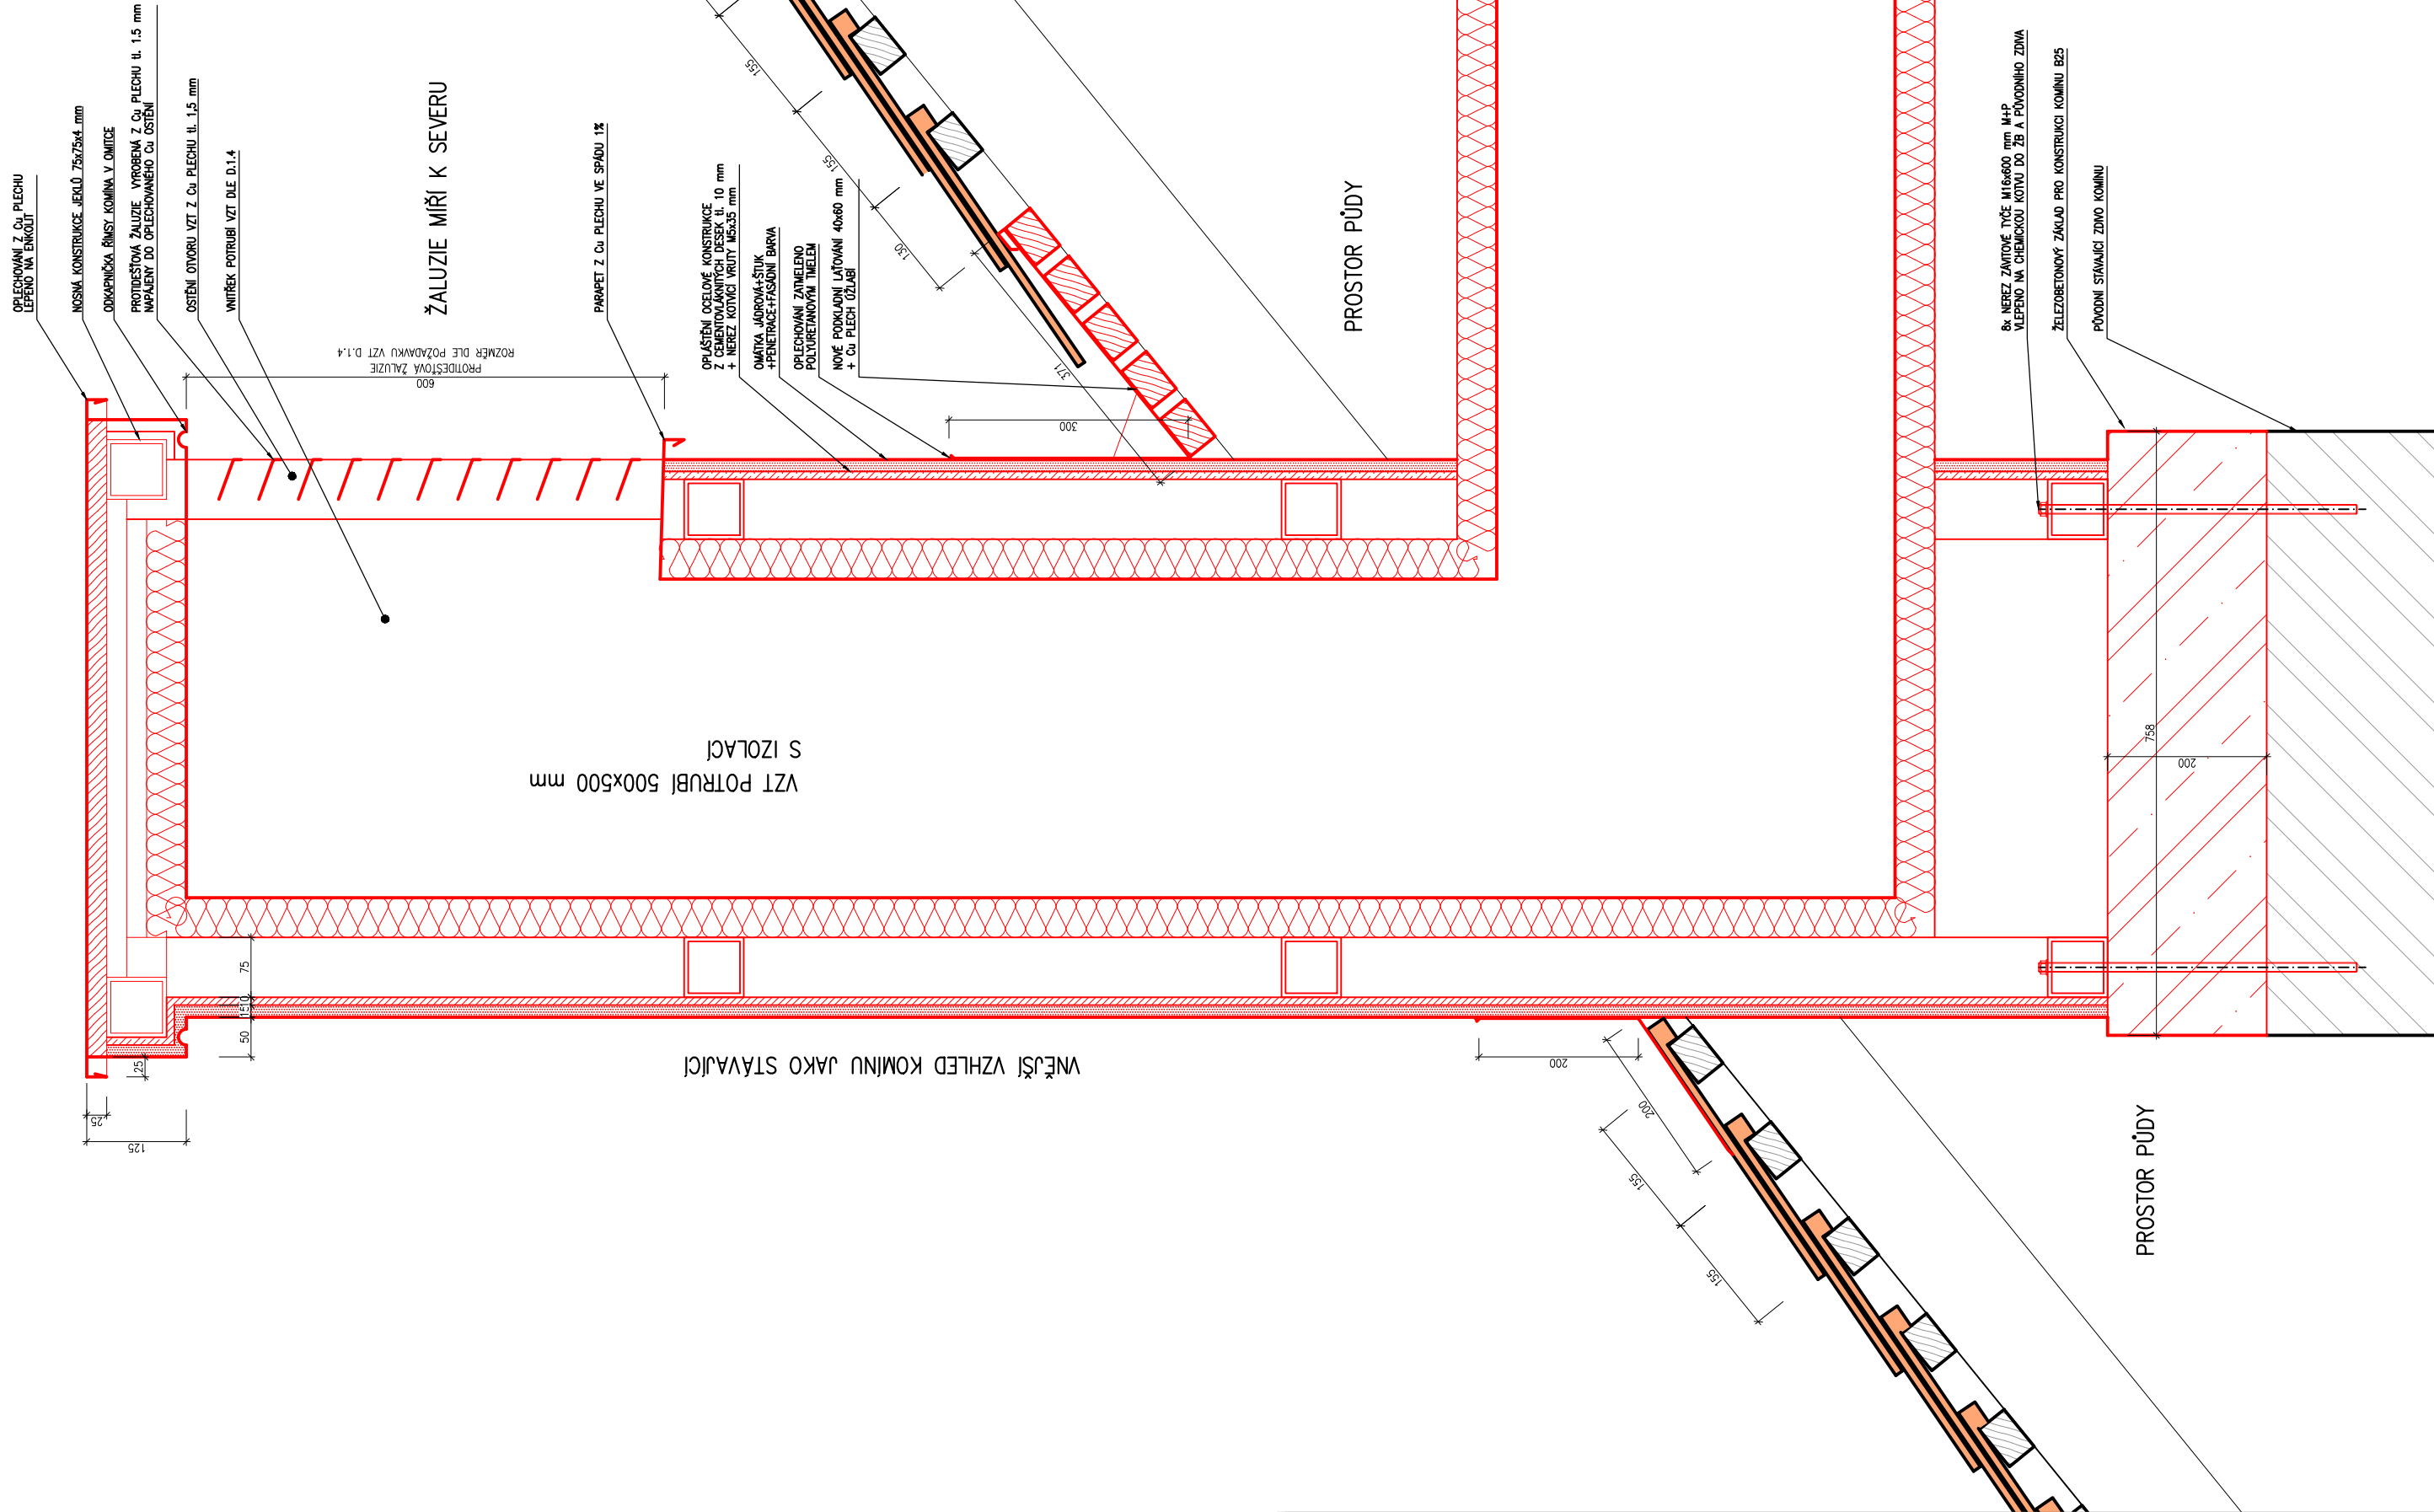 OPLECHOVÁNÍ Z Cu PLECHU
LEPENO NA ENKOLIT
NOSNÁ KONSTRUKCE JEKLŮ 75x75x4 mm
ODKAPNIČKA ŘÍMSY KOMÍNA V OMITCE
PROTIDEŠŤOVÁ ŽALUZIE VYROBENÁ Z Cu PLECHU tl. 1.5 mm
NAPÁJENY DO OPLECHOVANÉHO Cu OSTĚNÍ
OSTĚNÍ OTVORU VZT Z Cu PLECHU tl. 1,5 mm
VNITŘEK POTRUBÍ VZT DLE D.1.4
ŽALUZIE MÍŘÍ K SEVERU
600
PROTIDEŠŤOVÁ ŽALUZIE
ROZMĚR DLE POŽADAVKU VZT D.1.4
PARAPET Z Cu PLECHU VE SPÁDU 1%
OPLÁŠTĚNÍ OCELOVÉ KONSTRUKCE
Z CEMENTOVLÁKNITÝCH DESEK tl. 10 mm
+ NEREZ KOTVÍCÍ VRUTY M5x35 mm
OMÁTKA JÁDROVÁ+ŠTUK
+PENETRACE+FASÁDNÍ BARVA
OPLECHOVÁNÍ ZATMELENO
POLYURETANOVÝM TMELEM
NOVÉ PODKLADNÍ LAŤOVÁNÍ 40x60 mm
+ Cu PLECH ÚŽLABÍ
155
155
130
371
300
PROSTOR PŮDY
8x NEREZ ZÁVITOVÉ TYČE M16x600 mm M+P
VLEPENO NA CHEMICKOU KOTVU DO ŽB A PŮVODNÍHO ZDIVA
ŽELEZOBETONOVÝ ZÁKLAD PRO KONSTRUKCI KOMÍNU B25
PŮVODNÍ STÁVAJÍCÍ ZDIVO KOMÍNU
VZT POTRUBÍ 500x500 mm
S IZOLACÍ
758
200
75
10
15
50
25
25
125
VNĚJŠÍ VZHLED KOMÍNU JAKO STÁVAJÍCÍ
200
200
155
155
PROSTOR PŮDY